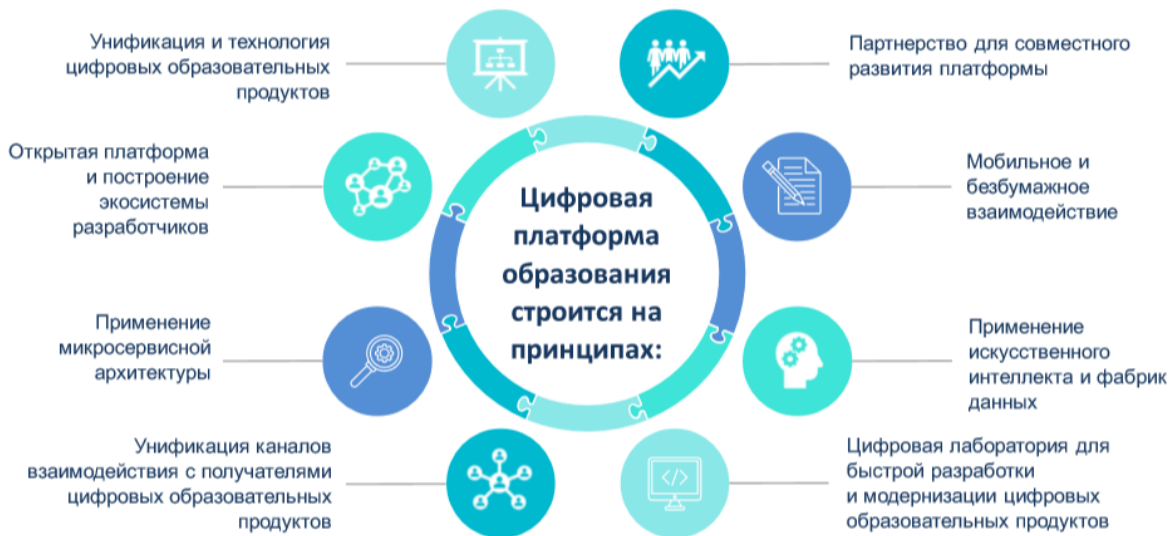 Унификация и технология
цифровых образовательных
продуктов
Открытая платформа
и построение
экосистемы
разработчиков
Применение
микросервисной
архитектуры
Унификация каналов
взаимодействия с получателями
цифровых образовательных
продуктов
Цифровая
платформа
образования
строится на
принципах:
Партнерство для совместного
развития платформы
Мобильное и
безбумажное
взаимодействие
Применение
искусственного
интеллекта и фабрик
данных
</>
Цифровая лаборатория для
быстрой разработки
и модернизации цифровых
образовательных продуктов